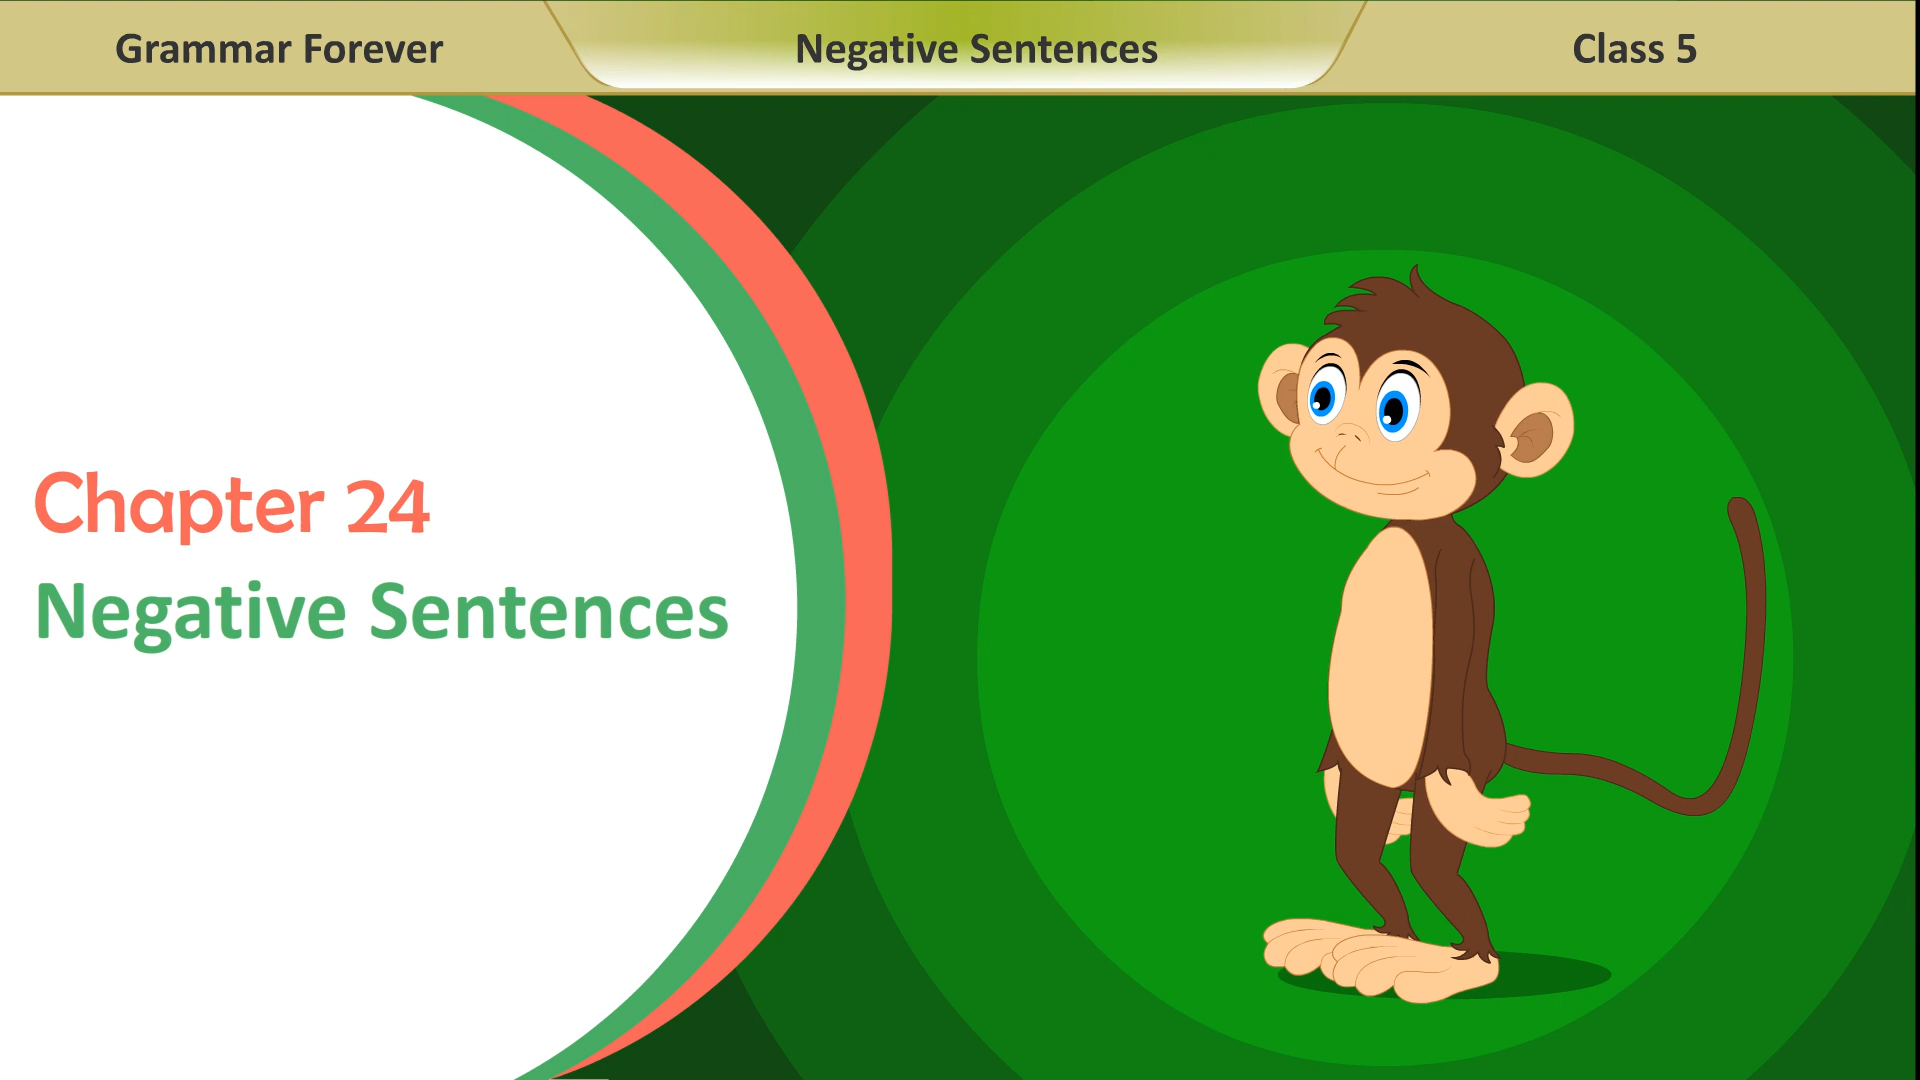 Grammar Forever
Negative Sentences
Class 5
Chapter 24
Negative Sentences